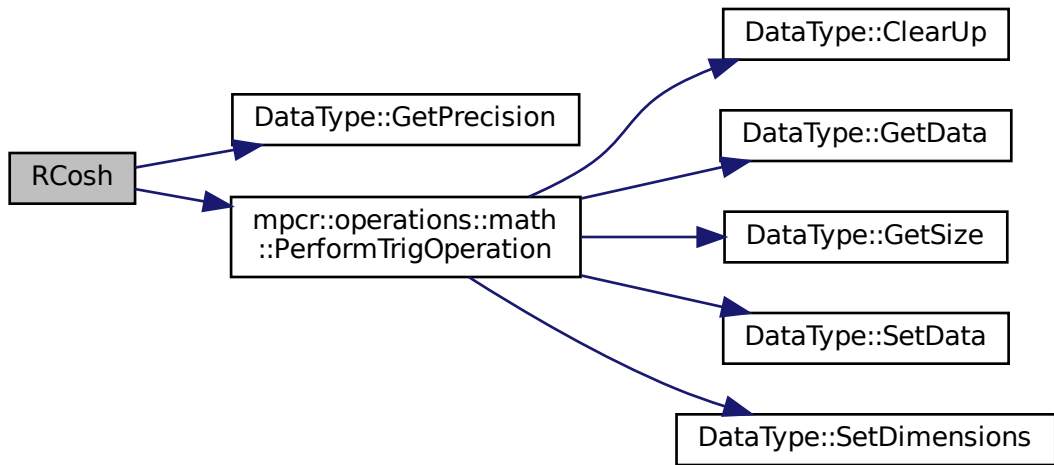 RCosh
DataType::GetPrecision
mpcr::operations::math
::PerformTrigOperation
DataType::ClearUp
DataType::GetData
DataType::GetSize
DataType::SetData
DataType::SetDimensions